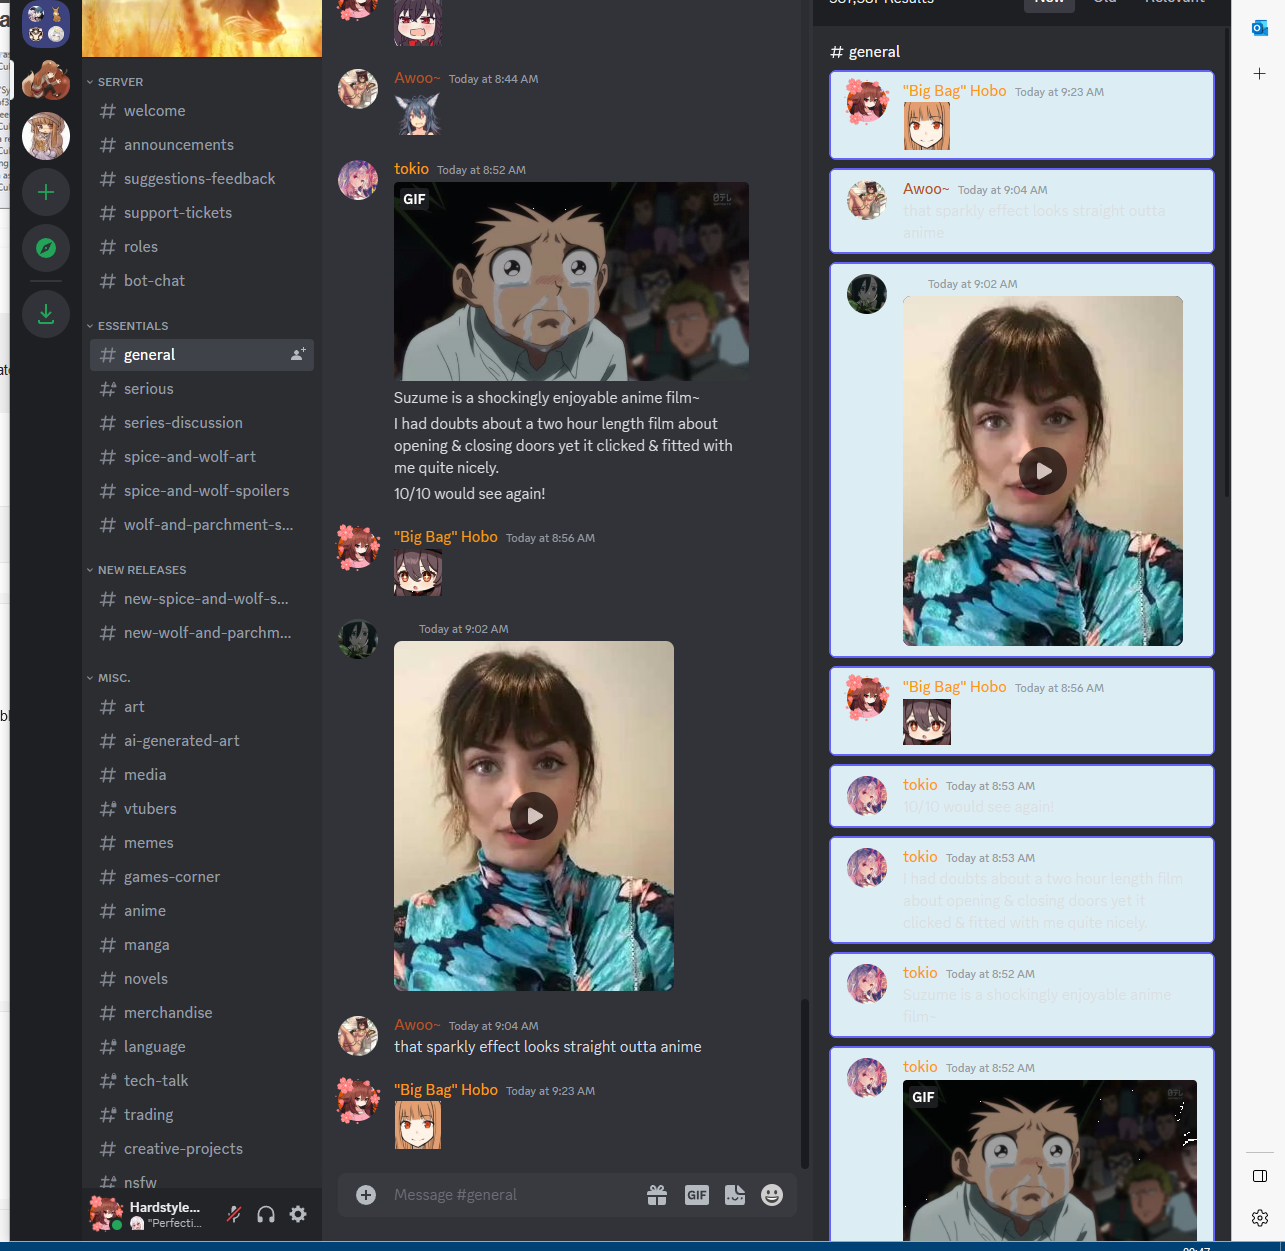 SERVER
welcome
announcements
suggestions-feedback
support-tickets
roles
bot-chat
ESSENTIALS
general
serious
series-discussion
spice-and-wolf-art
spice-and-wolf-spoilers
wolf-and-parchment-s...
NEW RELEASES
new-spice-and-wolf-s...
new-wolf-and-parchm...
MISC.
art
ai-generated-art
media
vtubers
memes
games-corner
anime
manga
novels
merchandise
language
tech-talk
trading
creative-projects
nsfw
Hardstyle...
"Perfecti...
Awoo~ Today at 8:44 AM
tokio Today at 8:52 AM
GIF
日テレ
Suzume is a shockingly enjoyable anime film~
I had doubts about a two hour length film about
opening & closing doors yet it clicked & fitted with
me quite nicely.
10/10 would see again!
"Big Bag" Hobo Today at 8:56 AM
Today at 9:02 AM
Awoo~ Today at 9:04 AM
that sparkly effect looks straight outta anime
"Big Bag" Hobo Today at 9:23 AM
Message #general
GIF
Results New Old Relevant
# general
"Big Bag" Hobo Today at 9:23 AM
Awoo~ Today at 9:04 AM
that sparkly effect looks straight outta
anime
Today at 9:02 AM
"Big Bag" Hobo Today at 8:56 AM
tokio Today at 8:53 AM
10/10 would see again!
tokio Today at 8:53 AM
I had doubts about a two hour length film
about opening & closing doors yet it
clicked & fitted with me quite nicely.
tokio Today at 8:52 AM
Suzume is a shockingly enjoyable anime
film~
tokio Today at 8:52 AM
GIF